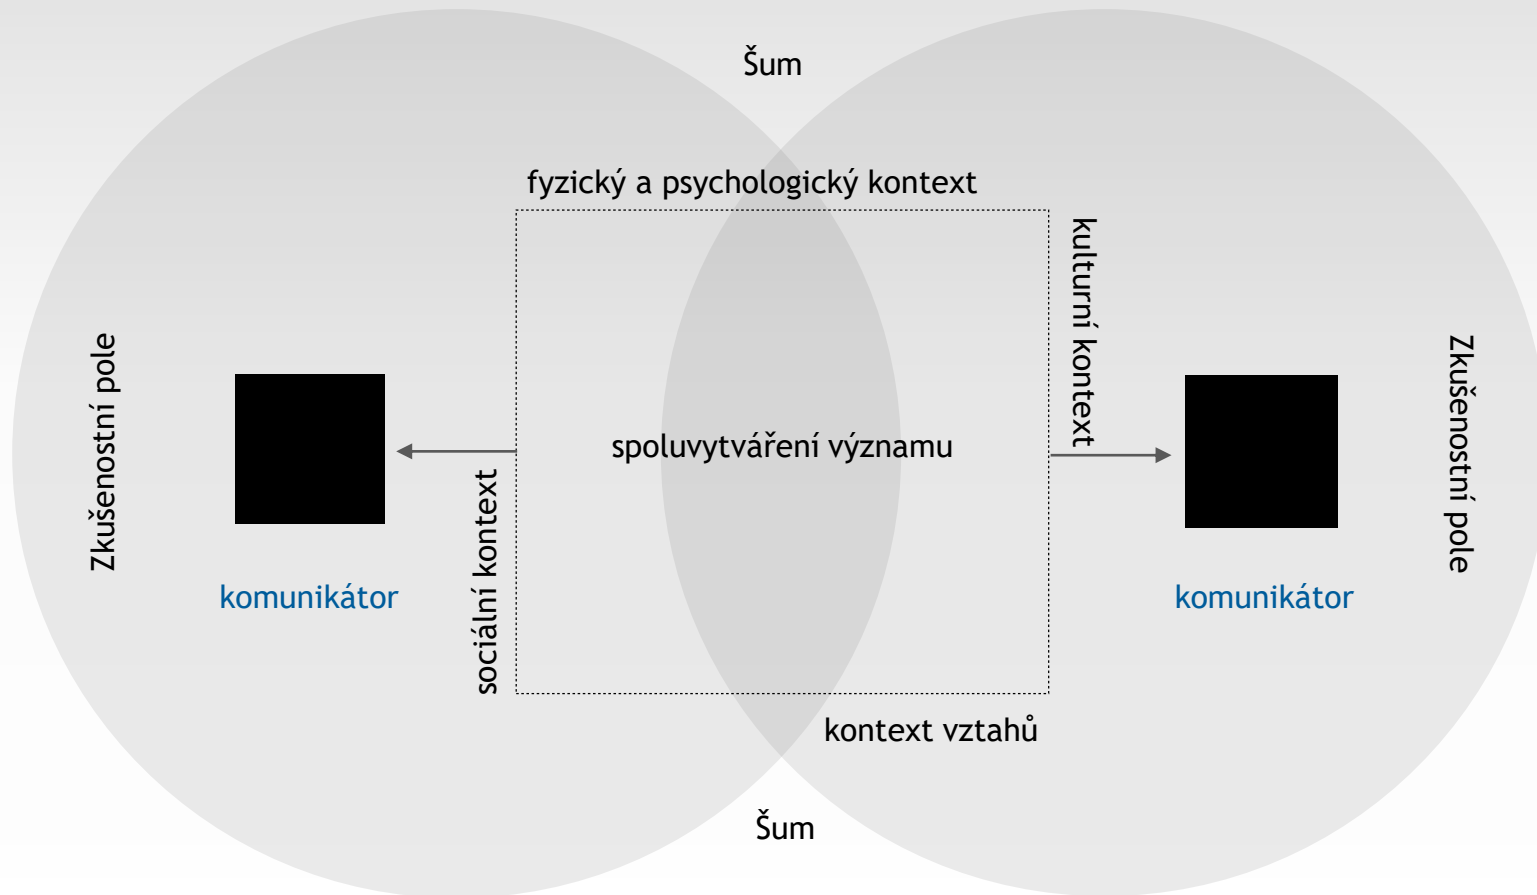 Šum
fyzický a psychologický kontext
kulturní kontext
Zkušenostní pole
Zkušenostní pole
spoluvytváření významu
sociální kontext
komunikátor
komunikátor
kontext vztahů
Šum